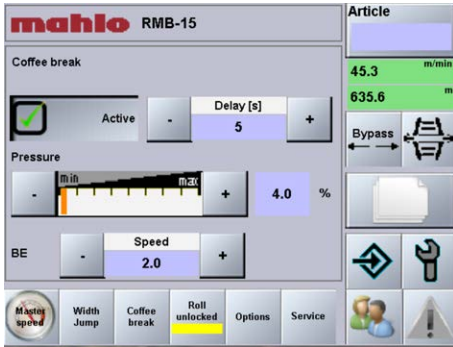 mahlo RMB-15
Article
Coffee break
45.3 m/min
635.6 m
Active
-
Delay [s]
5
+
Bypass
Pressure
-
min
max
+
4.0 %
BE
-
Speed
2.0
+
Master
speed
Width
Jump
Coffee
break
Roll
unlocked
Options
Service